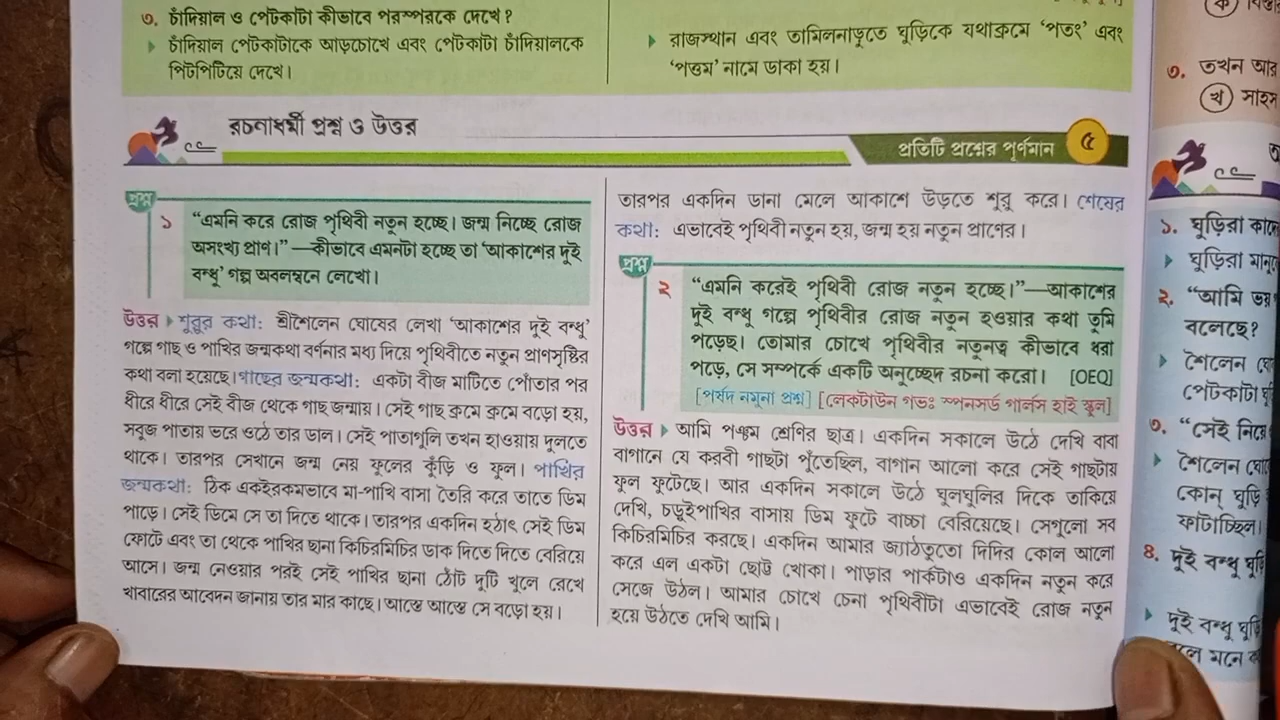 ৩. চাঁদিয়াল ও পেটকাটা কীভাবে পরস্পরকে দেখে?
▸ চাঁদিয়াল পেটকাটাকে আড়চোখে এবং পেটকাটা চাঁদিয়ালকে
পিটপিটিয়ে দেখে।
▸ রাজস্থান এবং তামিলনাড়ুতে ঘুড়িকে যথাক্রমে ‘পতং’ এবং
‘পত্তম’ নামে ডাকা হয়।
রচনাধর্মী প্রশ্ন ও উত্তর
প্রতিটি প্রশ্নের পূর্ণমান ৫
প্রশ্ন
১ “এমনি করে রোজ পৃথিবী নতুন হচ্ছে। জন্ম নিচ্ছে রোজ
অসংখ্য প্রাণ।”—কীভাবে এমনটা হচ্ছে তা ‘আকাশের দুই
বন্ধু’ গল্প অবলম্বনে লেখো।
উত্তর ▸ শুরুর কথা: শ্রীশৈলেন ঘোষের লেখা ‘আকাশের দুই বন্ধু’
গল্পে গাছ ও পাখির জন্মকথা বর্ণনার মধ্য দিয়ে পৃথিবীতে নতুন প্রাণসৃষ্টির
কথা বলা হয়েছে। গাছের জন্মকথা: একটা বীজ মাটিতে পোঁতার পর
ধীরে ধীরে সেই বীজ থেকে গাছ জন্মায়। সেই গাছ ক্রমে ক্রমে বড়ো হয়,
সবুজ পাতায় ভরে ওঠে তার ডাল। সেই পাতাগুলি তখন হাওয়ায় দুলতে
থাকে। তারপর সেখানে জন্ম নেয় ফুলের কুঁড়ি ও ফুল। পাখির
জন্মকথা: ঠিক একইরকমভাবে মা-পাখি বাসা তৈরি করে তাতে ডিম
পাড়ে। সেই ডিমে সে তা দিতে থাকে। তারপর একদিন হঠাৎ সেই ডিম
ফোটে এবং তা থেকে পাখির ছানা কিচিরমিচির ডাক দিতে দিতে বেরিয়ে
আসে। জন্ম নেওয়ার পরই সেই পাখির ছানা ঠোঁট দুটি খুলে রেখে
খাবারের আবেদন জানায় তার মার কাছে। আস্তে আস্তে সে বড়ো হয়।
তারপর একদিন ডানা মেলে আকাশে উড়তে শুরু করে। শেষের
কথা: এভাবেই পৃথিবী নতুন হয়, জন্ম হয় নতুন প্রাণের।
প্রশ্ন
২ “এমনি করেই পৃথিবী রোজ নতুন হচ্ছে।”—আকাশের
দুই বন্ধু গল্পে পৃথিবীর রোজ নতুন হওয়ার কথা তুমি
পড়েছ। তোমার চোখে পৃথিবীর নতুনত্ব কীভাবে ধরা
পড়ে, সে সম্পর্কে একটি অনুচ্ছেদ রচনা করো। [OEQ]
[পর্ষদ নমুনা প্রশ্ন] [লেকটাউন গভঃ স্পনসর্ড গার্লস হাই স্কুল]
উত্তর ▸ আমি পঞ্চম শ্রেণির ছাত্র। একদিন সকালে উঠে দেখি বাবা
বাগানে যে করবী গাছটা পুঁতেছিল, বাগান আলো করে সেই গাছটায়
ফুল ফুটেছে। আর একদিন সকালে উঠে ঘুলঘুলির দিকে তাকিয়ে
দেখি, চড়ুইপাখির বাসায় ডিম ফুটে বাচ্চা বেরিয়েছে। সেগুলো সব
কিচিরমিচির করছে। একদিন আমার জ্যাঠতুতো দিদির কোল আলো
করে এল একটা ছোট্ট খোকা। পাড়ার পার্কটাও একদিন নতুন করে
সেজে উঠল। আমার চোখে চেনা পৃথিবীটা এভাবেই রোজ নতুন
হয়ে উঠতে দেখি আমি।
৩. তখন আর
খ সাহস
১. ঘুড়িরা
▸ ঘুড়িরা
২. “আমি ভয়
বলেছে?
▸ শৈলেন
পেটকাটা
৩. “সেই নিয়ে
▸ শৈলেন
কোন্ ঘুড়ি
ফাটাচ্ছিল।
৪. দুই বন্ধু ঘুড়ি
▸ দুই বন্ধু ঘুড়ি
বলে মনে